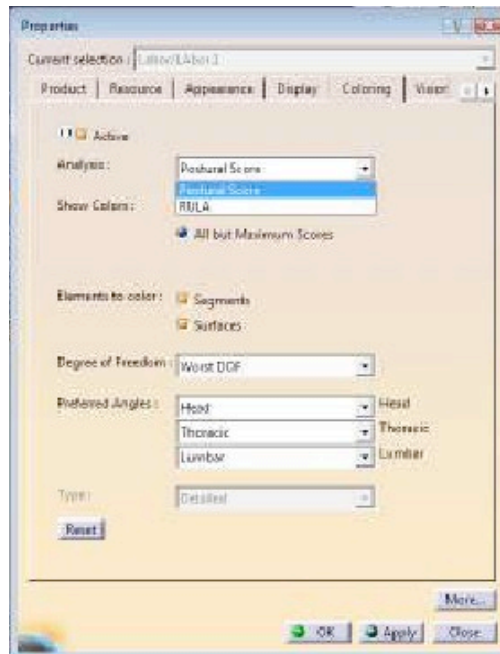 Properties
Current selection :
Product Resource Appearance Display Coloring Vision
Active
Analysis : Postural Score
Postural Score
Show Colors : RULA
All but Maximum Scores
Elements to color : Segments
Surfaces
Degree of Freedom : Worst DOF
Preferred Angles : Head Head
Thoracic Thoracic
Lumbar Lumbar
Type : Detailed
Reset
More...
OK Apply Close